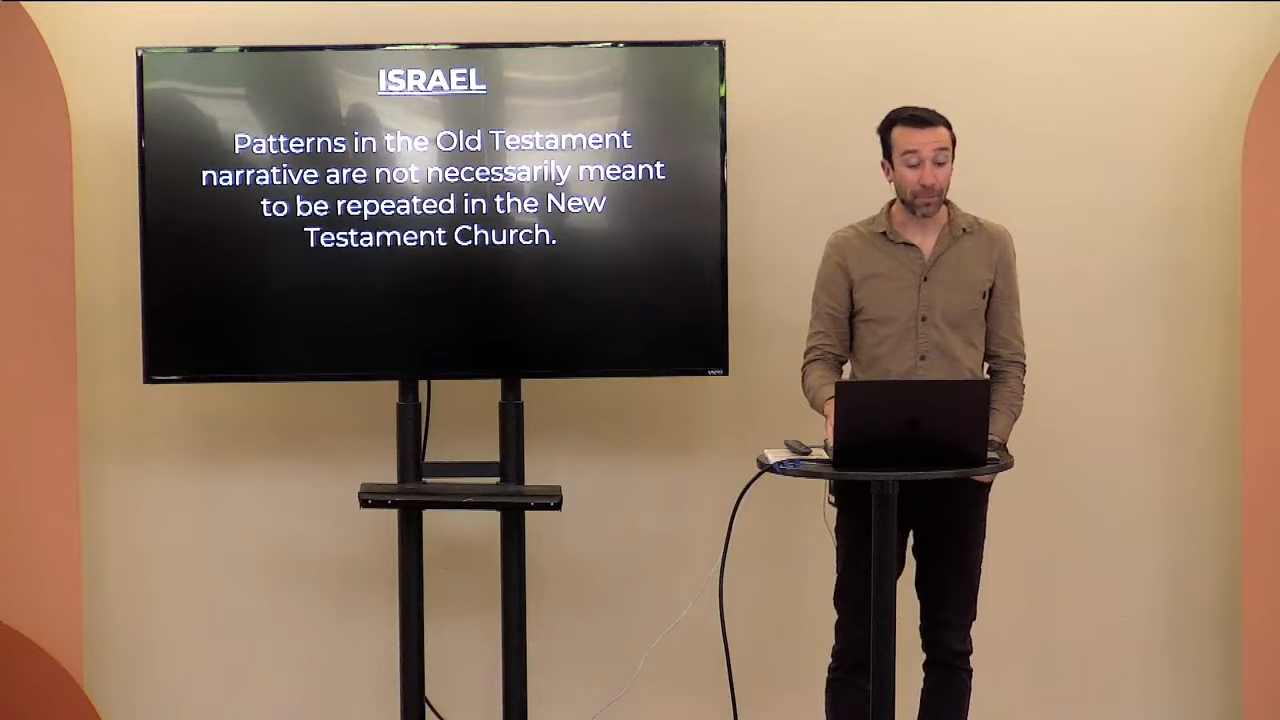 ISRAEL
Patterns in the Old Testament
narrative are not necessarily meant
to be repeated in the New
Testament Church.